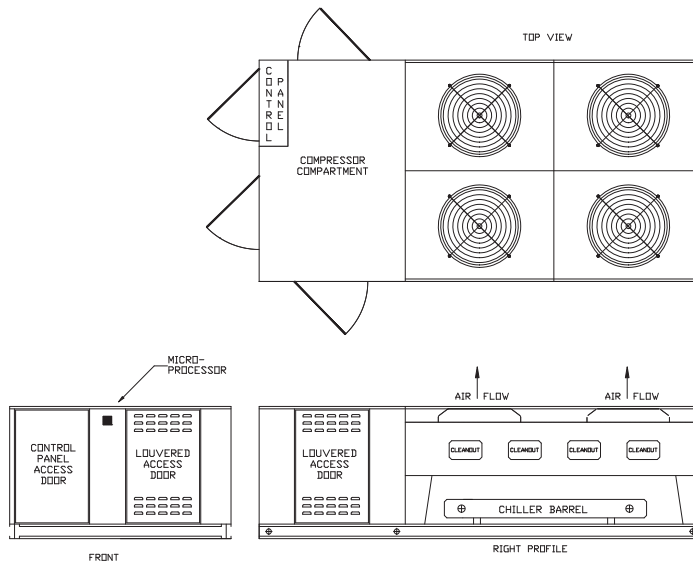 TOP VIEW
CONTROL
PANEL
COMPRESSOR
COMPARTMENT
MICRO-
PROCESSOR
AIR FLOW
AIR FLOW
CONTROL
PANEL
ACCESS
DOOR
LOUVERED
ACCESS
DOOR
LOUVERED
ACCESS
DOOR
CLEANOUT
CLEANOUT
CLEANOUT
CLEANOUT
CHILLER BARREL
FRONT
RIGHT PROFILE